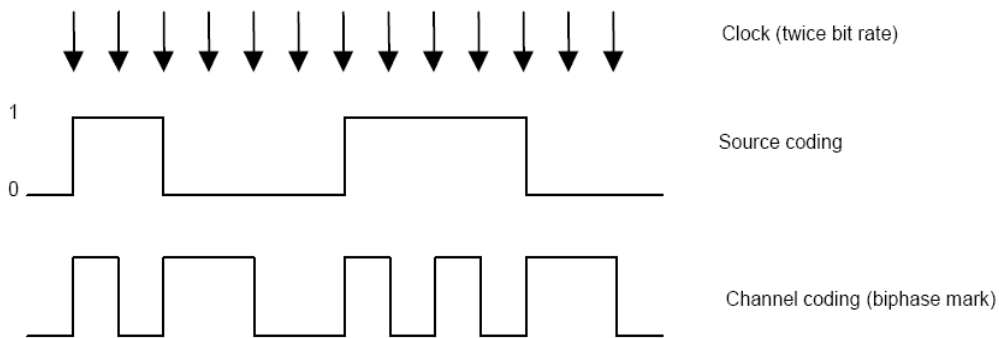 Clock (twice bit rate)
1
Source coding
0
Channel coding (biphase mark)